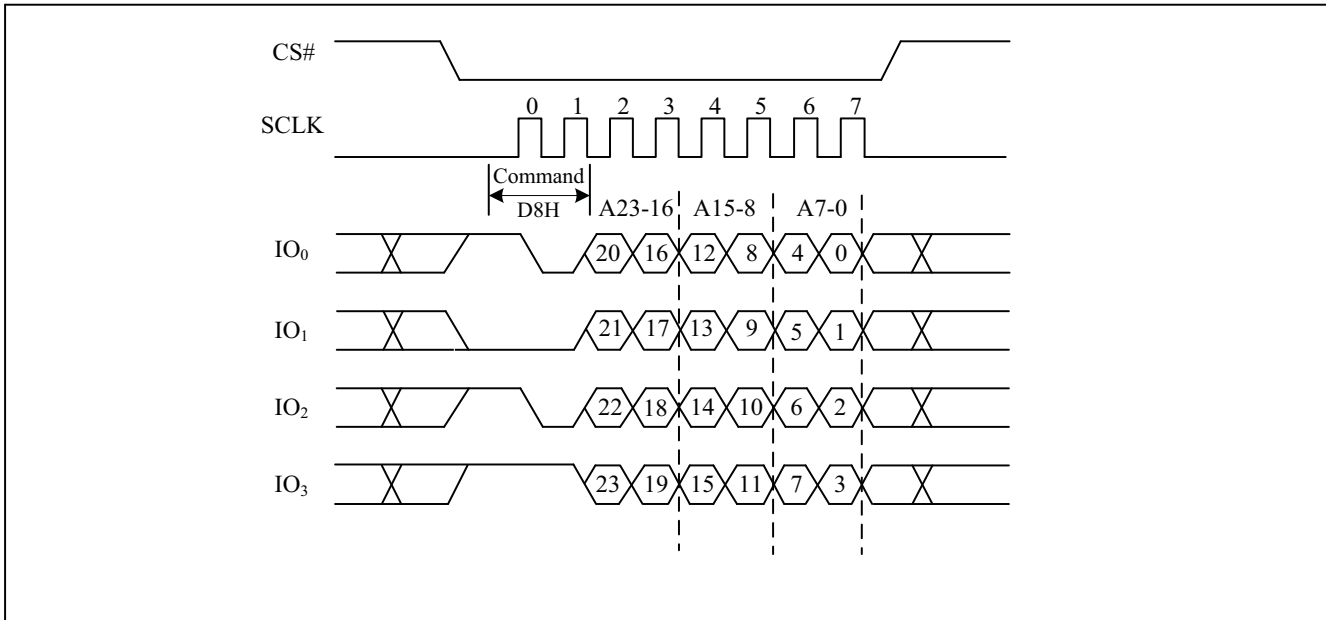 CS#
0 1 2 3 4 5 6 7
SCLK
Command
D8H
A23-16 A15-8 A7-0
IO₀ 20 16 12 8 4 0
IO₁ 21 17 13 9 5 1
IO₂ 22 18 14 10 6 2
IO₃ 23 19 15 11 7 3